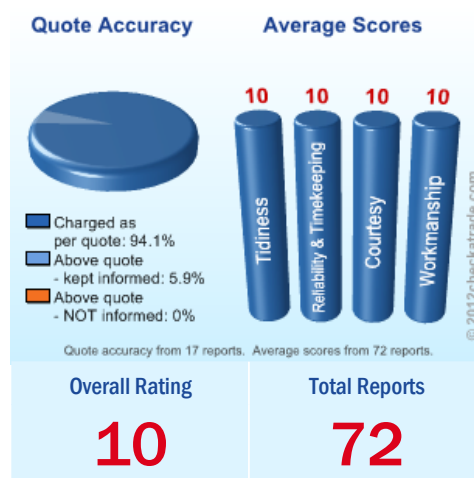 Quote Accuracy
Average Scores
10 10 10 10
Tidiness
Reliability & Timekeeping
Courtesy
Workmanship
Charged as
per quote: 94.1%
Above quote
- kept informed: 5.9%
Above quote
- NOT informed: 0%
© 2012checkatrade.com
Quote accuracy from 17 reports. Average scores from 72 reports.
Overall Rating
10
Total Reports
72